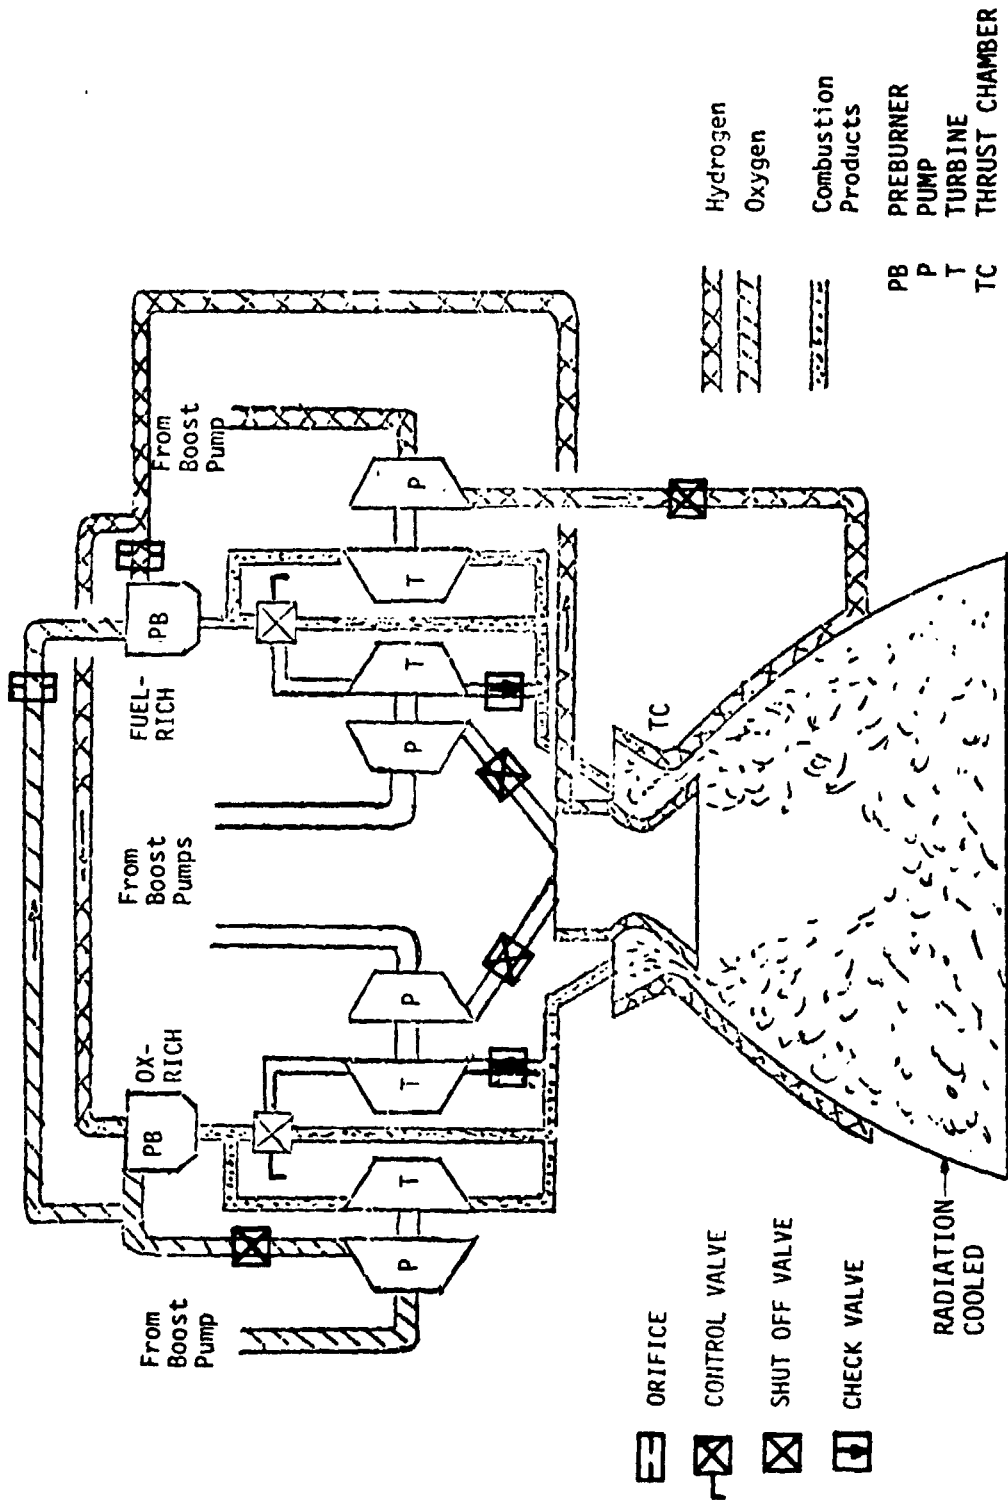 From
Boost
Pump
PB
OX-
RICH
From
Boost
Pumps
FUEL-
RICH
PB
From
Boost
Pump
P
T
T
P
P
T
T
P
TC
RADIATION
COOLED
ORIFICE
CONTROL VALVE
SHUT OFF VALVE
CHECK VALVE
Hydrogen
Oxygen
Combustion
Products
PB PREBURNER
P PUMP
T TURBINE
TC THRUST CHAMBER